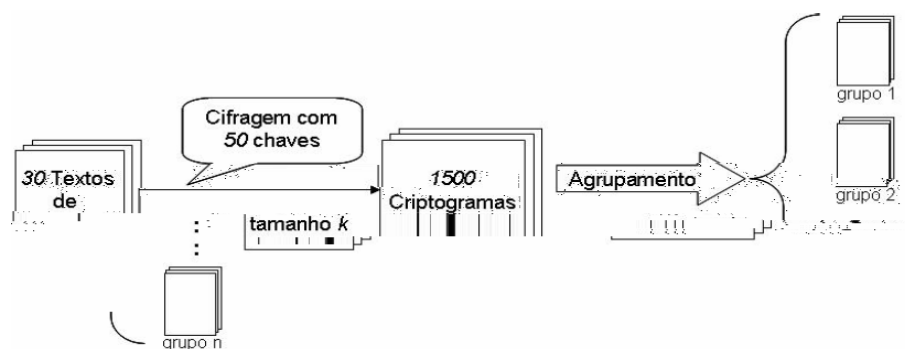 Cifragem com
50 chaves
30 Textos
de
tamanho k
1500
Criptogramas
Agrupamento
grupo 1
grupo 2
grupo n